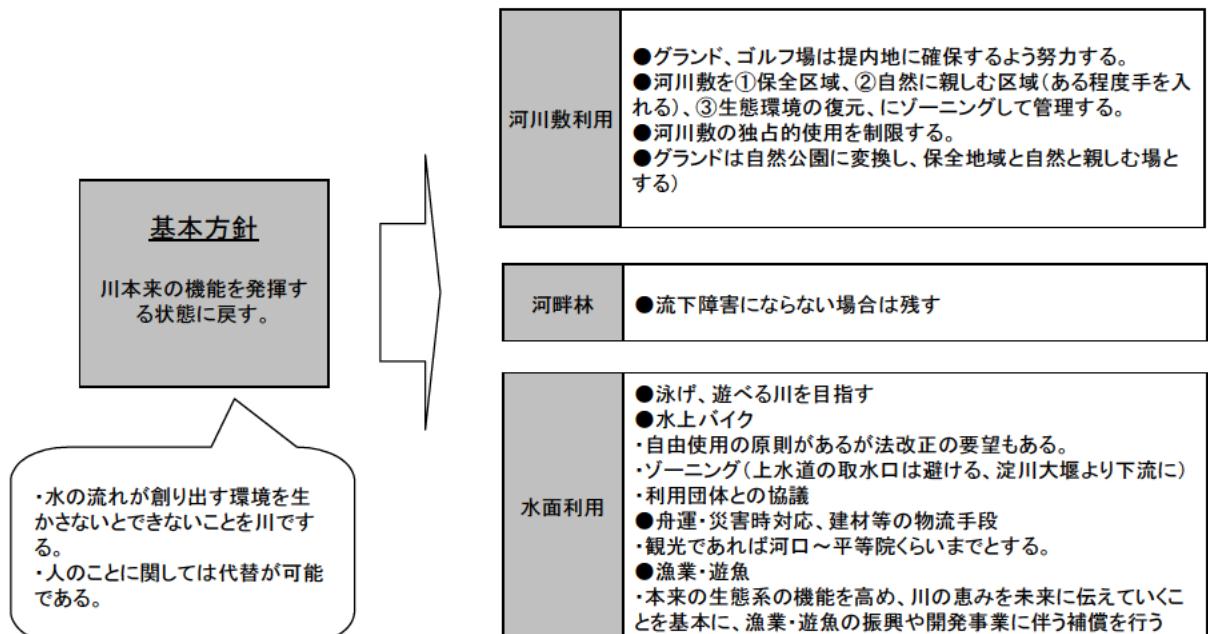 基本方針
川本来の機能を発揮す
る状態に戻す。
・水の流れが創り出す環境を生
かさないとできないことを川です
る。
・人のことに関しては代替が可能
である。
河川敷利用
●グランド、ゴルフ場は提内地に確保するよう努力する。
●河川敷を①保全区域、②自然に親しむ区域(ある程度手を入
れる)、③生態環境の復元、にゾーニングして管理する。
●河川敷の独占的使用を制限する。
●グランドは自然公園に変換し、保全地域と自然と親しむ場と
する)
河畔林
●流下障害にならない場合は残す
水面利用
●泳げ、遊べる川を目指す
●水上バイク
・自由使用の原則があるが法改正の要望もある。
・ゾーニング(上水道の取水口は避ける、淀川大堰より下流に)
・利用団体との協議
●舟運・災害時対応、建材等の物流手段
・観光であれば河口～平等院くらいまでとする。
●漁業・遊魚
・本来の生態系の機能を高め、川の恵みを未来に伝えていくこ
とを基本に、漁業・遊魚の振興や開発事業に伴う補償を行う